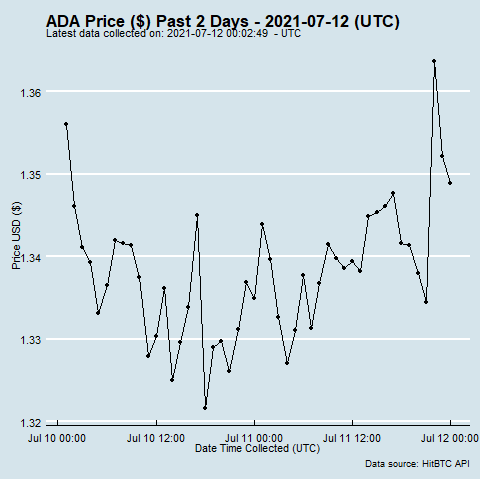 ADA Price ($) Past 2 Days - 2021-07-12 (UTC)
Latest data collected on: 2021-07-12 00:02:49 - UTC
1.36
1.35
1.34
1.33
1.32
Price USD ($)
Jul 10 00:00 Jul 10 12:00 Jul 11 00:00 Jul 11 12:00 Jul 12 00:00
Date Time Collected (UTC)
Data source: HitBTC API